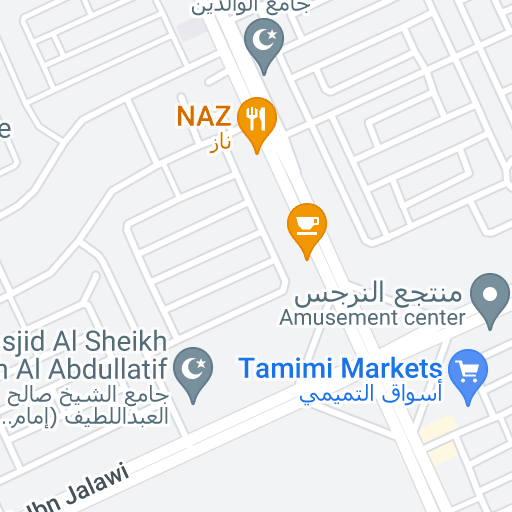 جامع الوالدين
NAZ
ناز
e
منتجع النرجس
Amusement center
sjid Al Sheikh
Al Abdullatif
جامع الشيخ صالح
العبداللطيف (إمام..
Tamimi Markets
أسواق التميمي
Ibn Jalawi